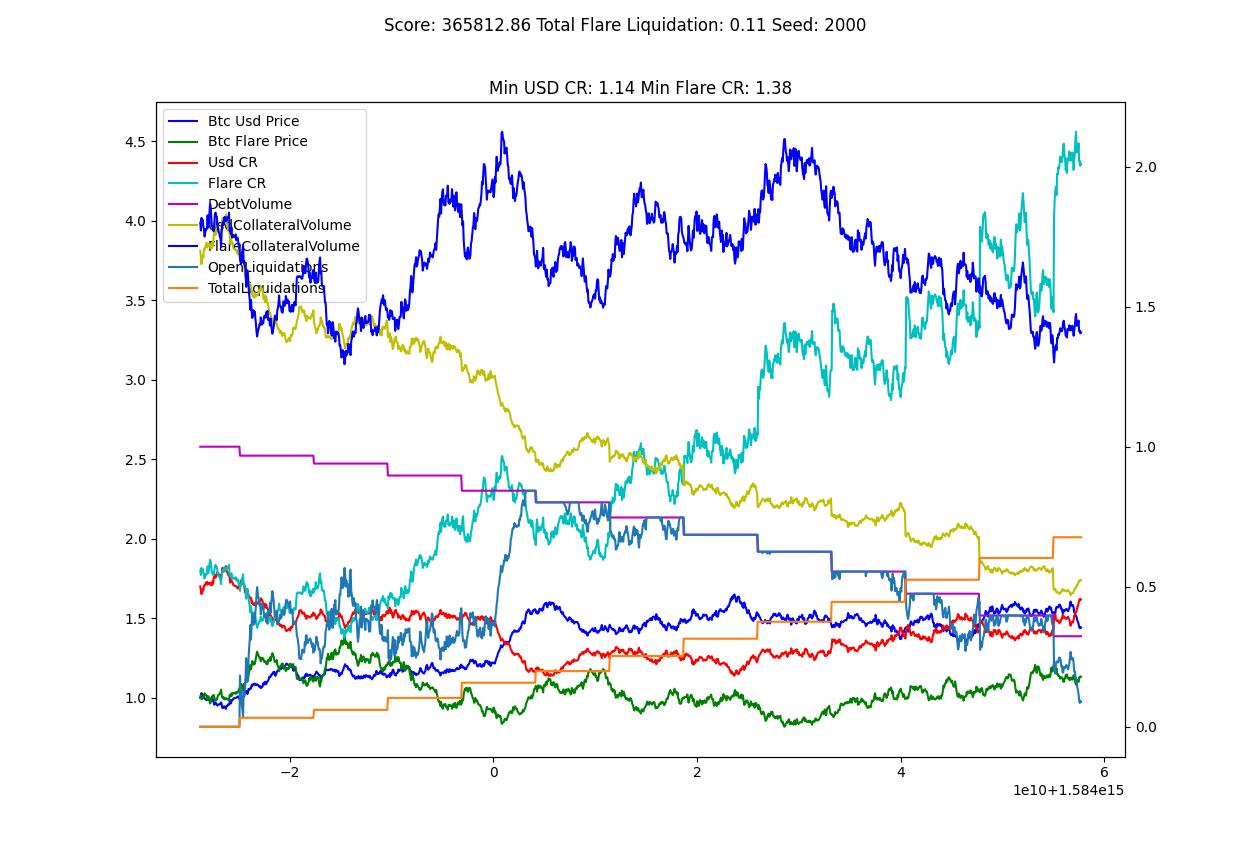 Score: 365812.86 Total Flare Liquidation: 0.11 Seed: 2000
Min USD CR: 1.14 Min Flare CR: 1.38
Btc Usd Price
Btc Flare Price
Usd CR
Flare CR
DebtVolume
UsdCollateralVolume
FlareCollateralVolume
OpenLiquidations
TotalLiquidations
4.5
4.0
3.5
3.0
2.5
2.0
1.5
1.0
2.0
1.5
1.0
0.5
0.0
−2
0
2
4
6
1e10+1.584e15